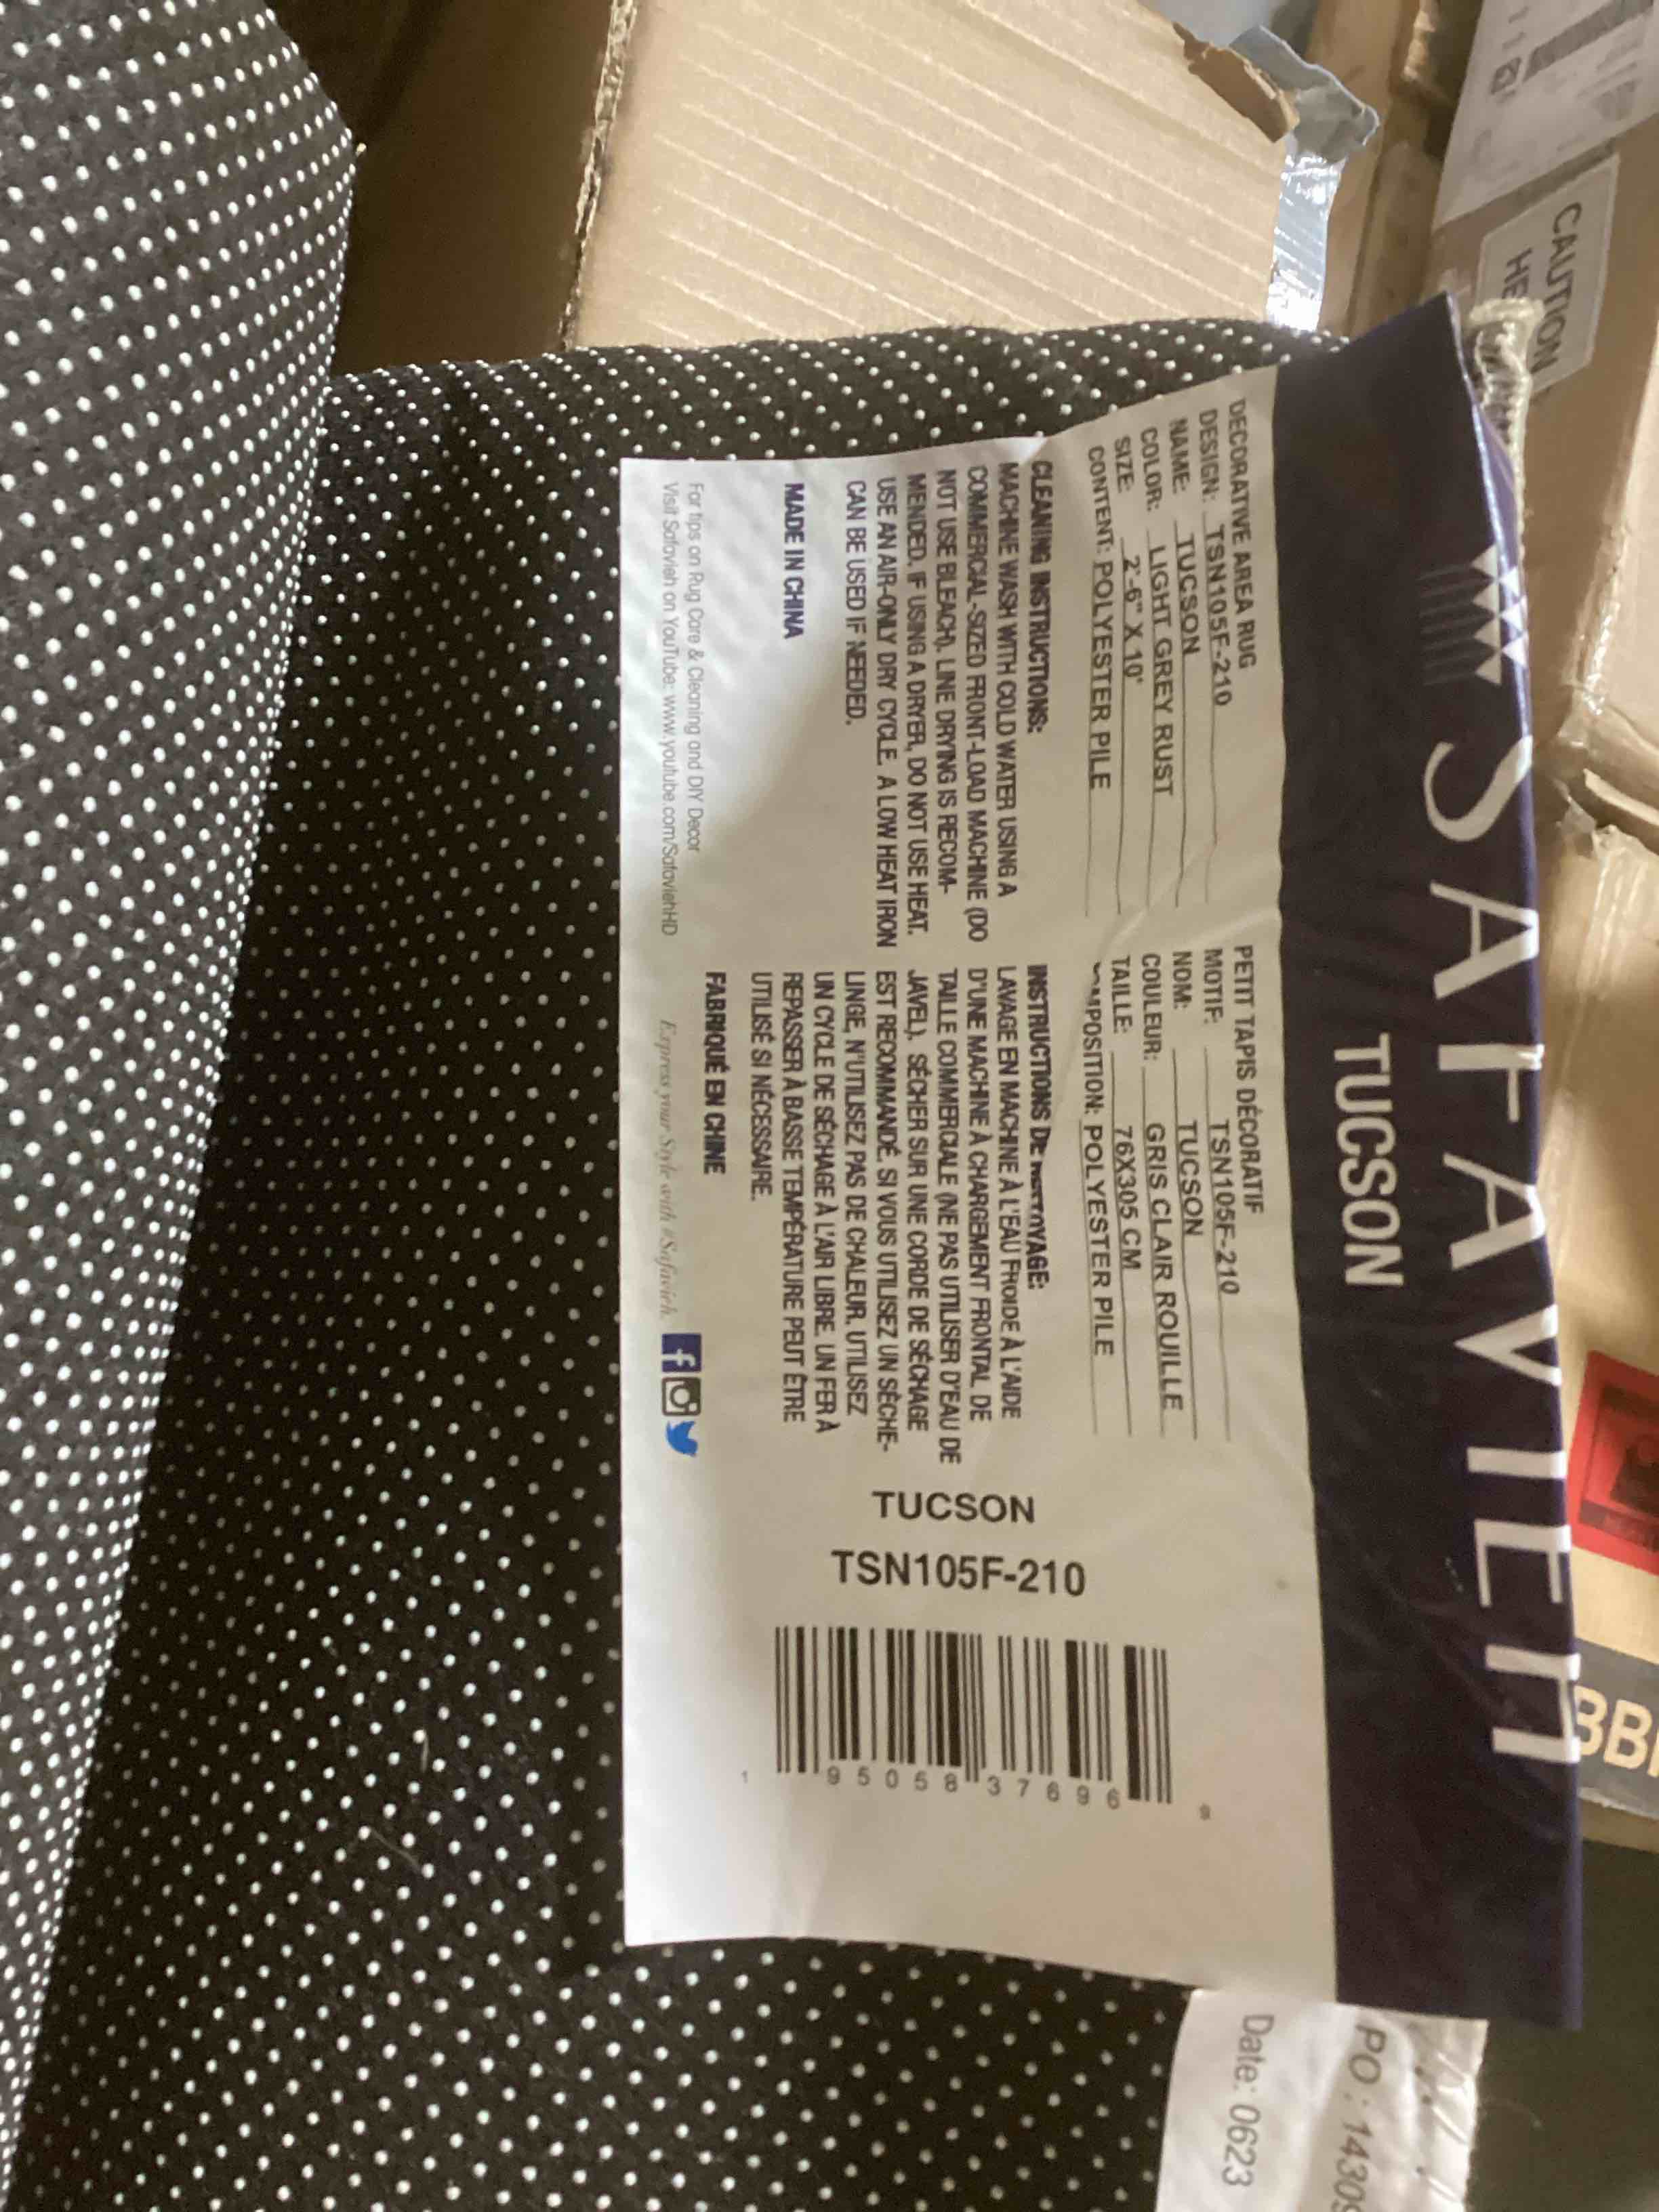 SAFAVIEH
TUCSON
DECORATIVE AREA RUG
DESIGN: TSN105F-210
NAME: TUCSON
COLOR: LIGHT GREY RUST
SIZE: 2'-6" X 10'
CONTENT: POLYESTER PILE
CLEANING INSTRUCTIONS:
MACHINE WASH WITH COLD WATER USING A
COMMERCIAL-SIZED FRONT-LOAD MACHINE (DO
NOT USE BLEACH). LINE DRYING IS RECOM-
MENDED. IF USING A DRYER, DO NOT USE HEAT.
USE AN AIR-ONLY DRY CYCLE. A LOW HEAT IRON
CAN BE USED IF NEEDED.
MADE IN CHINA
For tips on Rug Care & Cleaning and DIY Decor
Visit Safavieh on YouTube: www.youtube.com/SafaviehHD
PETIT TAPIS DÉCORATIF
MOTIF: TSN105F-210
NOM: TUCSON
COULEUR: GRIS CLAIR ROUILLE
TAILLE: 76X305 CM
COMPOSITION: POLYESTER PILE
INSTRUCTIONS DE NETTOYAGE:
LAVAGE EN MACHINE À L'EAU FROIDE À L'AIDE
D'UNE MACHINE À CHARGEMENT FRONTAL DE
TAILLE COMMERCIALE (NE PAS UTILISER D'EAU DE
JAVEL). SÉCHER SUR UNE CORDE DE SÉCHAGE
EST RECOMMANDÉ. SI VOUS UTILISEZ UN SÈCHE-
LINGE, N'UTILISEZ PAS DE CHALEUR. UTILISEZ
UN CYCLE DE SÉCHAGE À L'AIR LIBRE. UN FER À
REPASSER À BASSE TEMPÉRATURE PEUT ÊTRE
UTILISÉ SI NÉCESSAIRE.
FABRIQUÉ EN CHINE
Express your Style with #Safavieh.
TUCSON
TSN105F-210
1 95058 37696 9
PO : 14309
Date: 0623
CAUTION
HE
BB